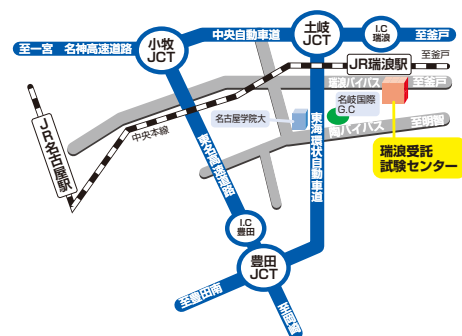 至一宮 名神高速道路
小牧
JCT
中央自動車道
土岐
JCT
I.C
瑞浪
至釜戸
至釜戸
JR瑞浪駅
瑞浪バイパス
至釜戸
名岐国際
G.C
名古屋学院大
陶バイパス
至明智
瑞浪受託
試験センター
JR名古屋駅
中央本線
東名高速道路
東海環状自動車道
I.C
豊田
豊田
JCT
至豊田南
至岡崎